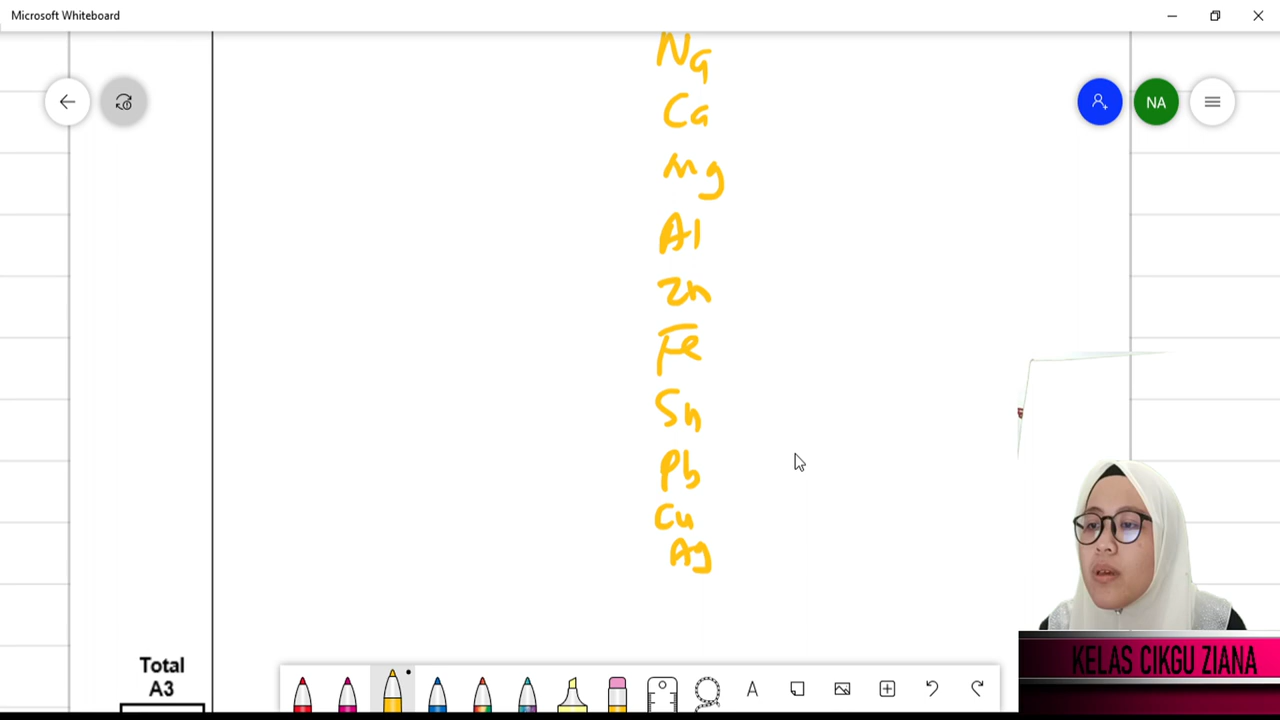 Microsoft Whiteboard
Na
Ca
NA
Mg
Al
Zn
Fe
Sn
Pb
Cu
Ag
KELAS CIKGU ZIANA
Total
A3
A